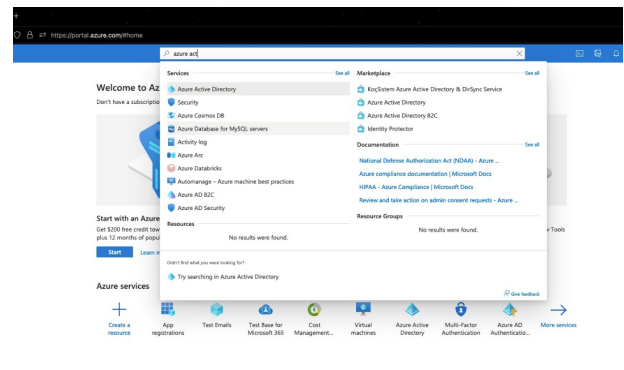 https://portal.azure.com/#home
azure act
Welcome to Az
Don't have a subscriptio
Start with an Azure
Get $200 free credit tow
plus 12 months of popul
Start
Learn m
Services
See all
Azure Active Directory
Security
Azure Cosmos DB
Azure Database for MySQL servers
Activity log
Azure Arc
Azure Databricks
Automanage – Azure machine best practices
Azure AD B2C
Azure AD Security
Resources
No results were found.
Marketplace
See all
KoçSistem Azure Active Directory & DirSync Service
Azure Active Directory
Azure Active Directory B2C
Identity Protector
Documentation
See all
National Defense Authorization Act (NDAA) - Azure ...
Azure compliance documentation | Microsoft Docs
HIPAA - Azure Compliance | Microsoft Docs
Review and take action on admin consent requests - Azure ...
Resource Groups
No results were found.
Didn't find what you were looking for?
Try searching in Azure Active Directory
Give feedback
v Tools
Azure services
Create a
resource
App
registrations
Test Emails
Test Base for
Microsoft 365
Cost
Management...
Virtual
machines
Azure Active
Directory
Multi-Factor
Authentication
Azure AD
Authenticatio...
More services